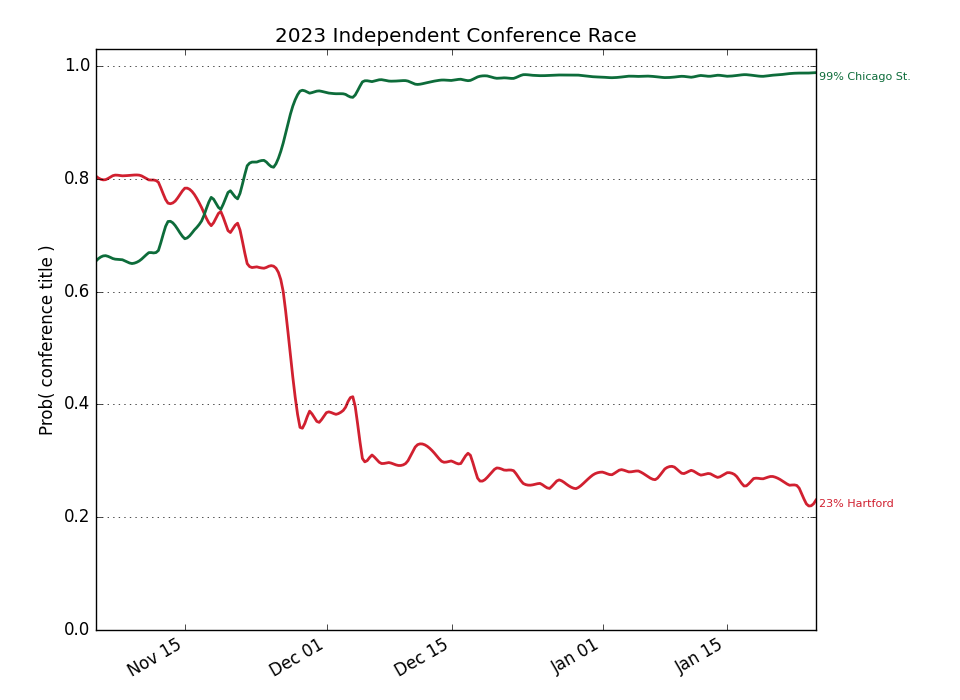 2023 Independent Conference Race
1.0
99% Chicago St.
0.8
0.6
Prob( conference title )
0.4
0.2
23% Hartford
0.0
Nov 15
Dec 01
Dec 15
Jan 01
Jan 15